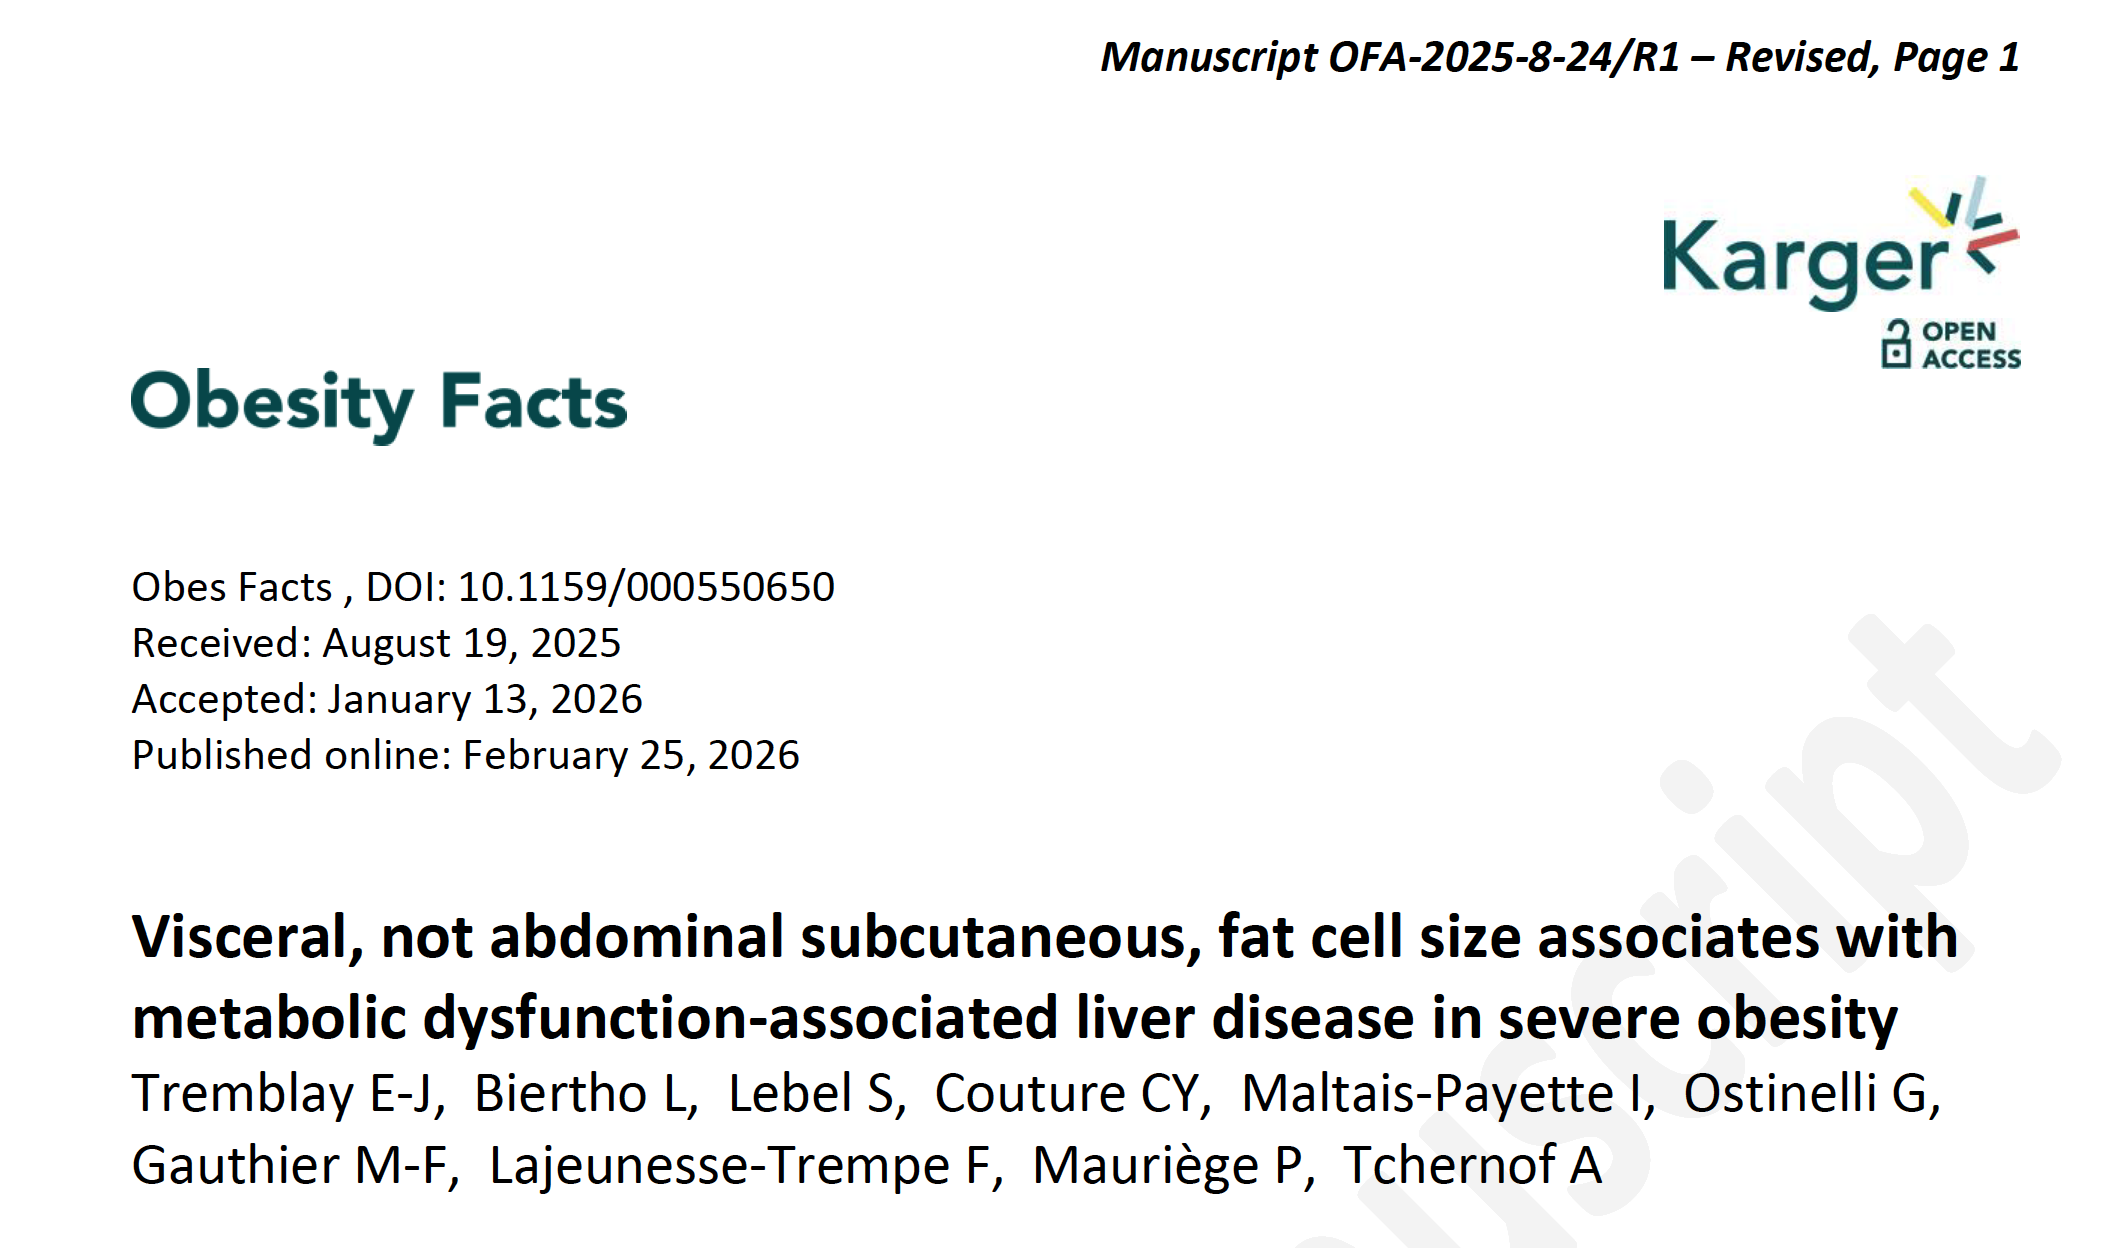 Manuscript OFA-2025-8-24/R1 – Revised, Page 1
Karger
OPEN
ACCESS
Obesity Facts
Obes Facts , DOI: 10.1159/000550650
Received: August 19, 2025
Accepted: January 13, 2026
Published online: February 25, 2026
Visceral, not abdominal subcutaneous, fat cell size associates with
metabolic dysfunction-associated liver disease in severe obesity
Tremblay E-J, Biertho L, Lebel S, Couture CY, Maltais-Payette I, Ostinelli G,
Gauthier M-F, Lajeunesse-Trempe F, Mauriège P, Tchernof A
uscript